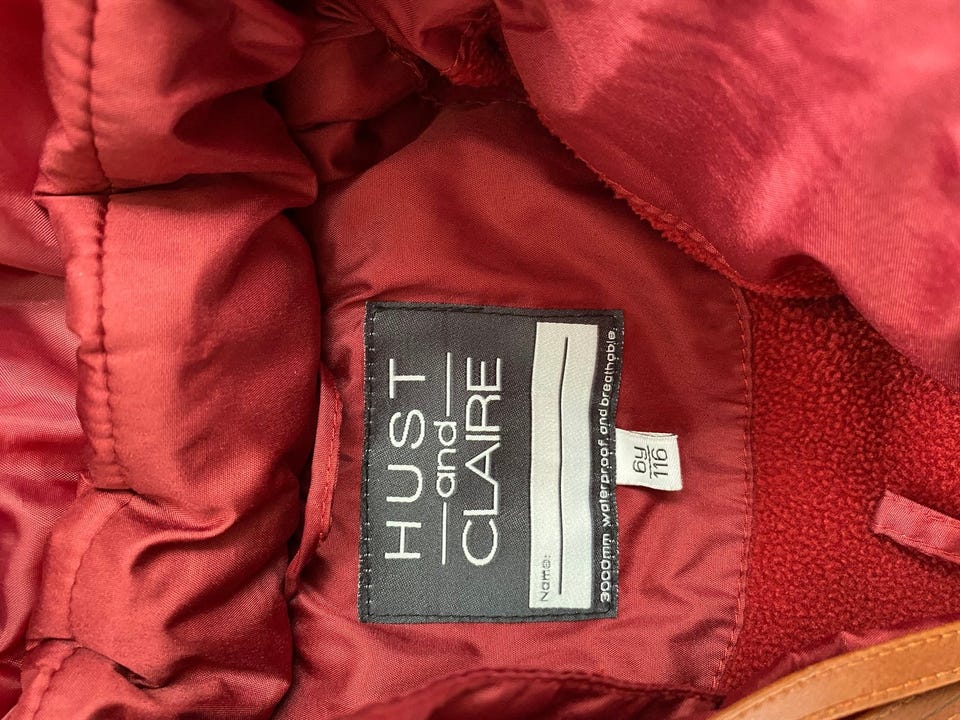 HUST
and
CLAIRE
Name:
3000mm waterproof and breathable.
6y
116